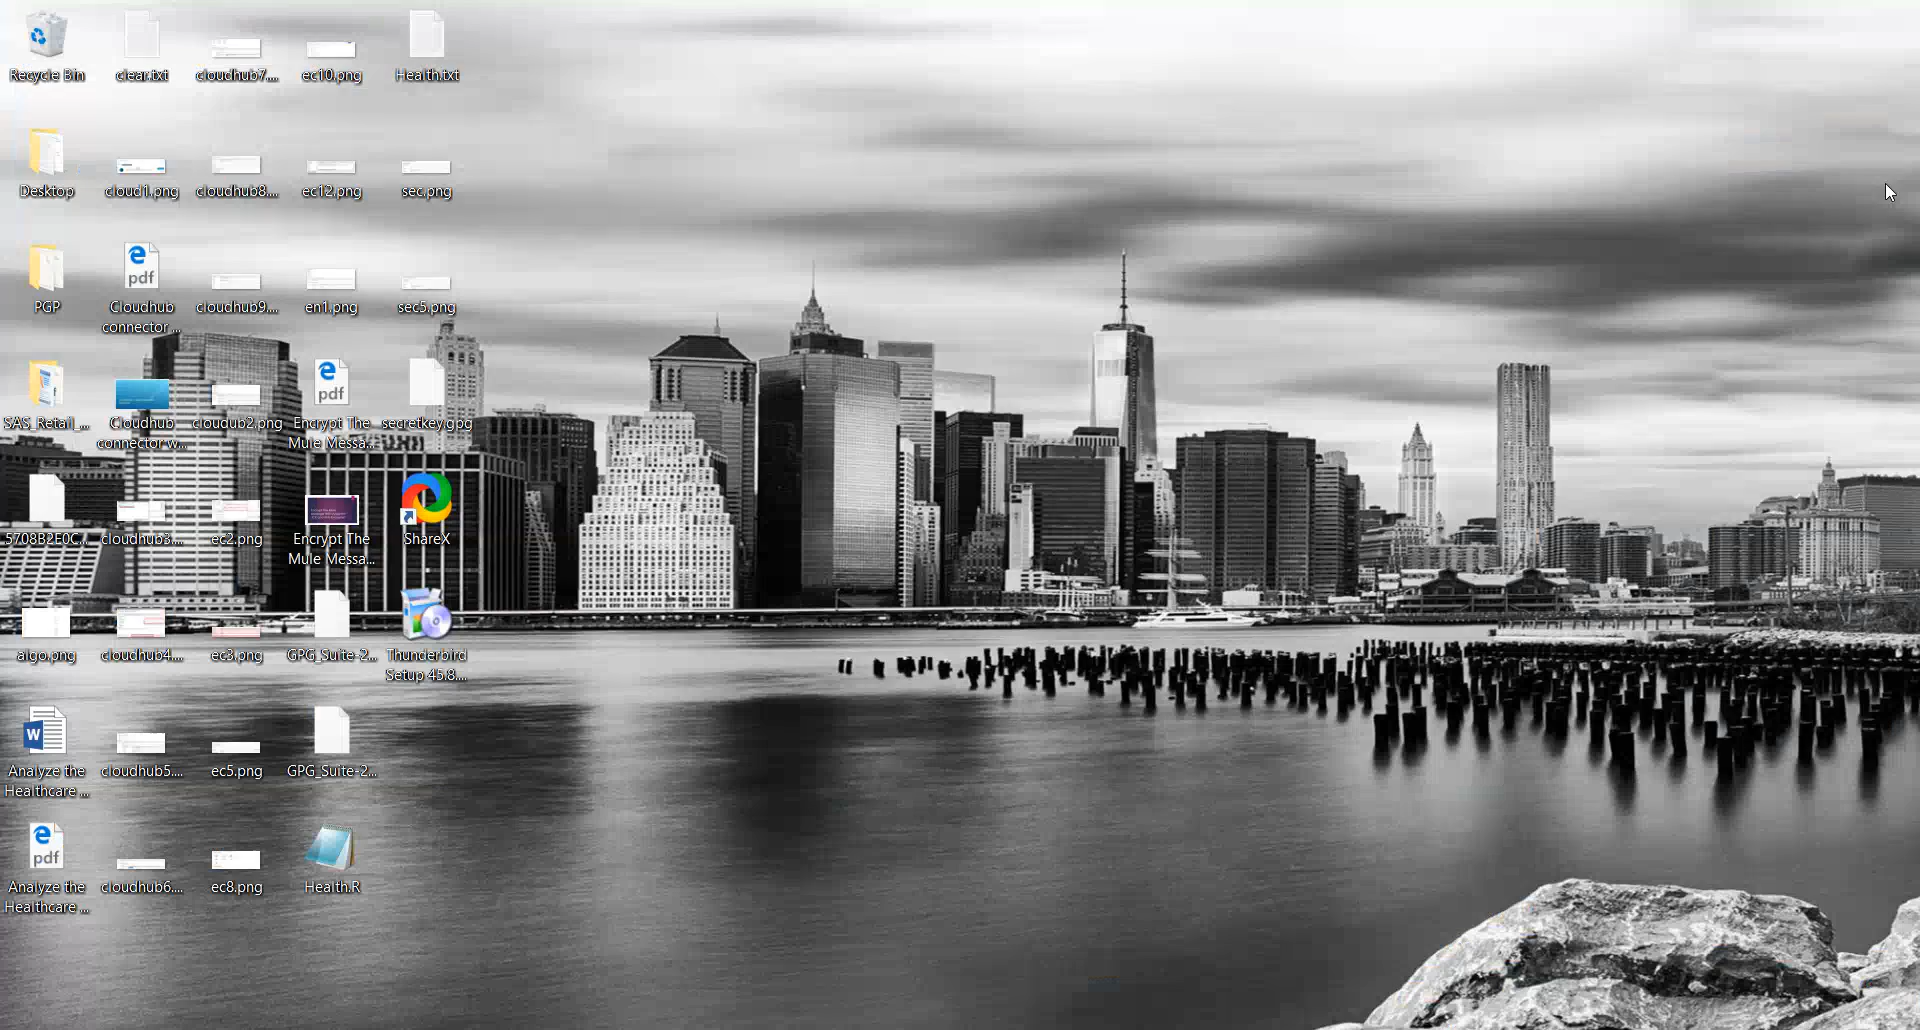 Recycle Bin
clear.txt
cloudhub7....
ec10.png
Health.txt
Desktop
cloud1.png
cloudhub8....
ec12.png
sec.png
PGP
pdf
Cloudhub
connector ...
cloudhub9....
en1.png
sec5.png
SAS_Retail_...
Cloudhub
connector w...
cloudub2.png
pdf
Encrypt The
Mule Messa...
secretkey.gpg
5708B2E0C...
cloudhub3....
ec2.png
Encrypt The
Mule Messa...
ShareX
algo.png
cloudhub4....
ec3.png
GPG_Suite-2...
Thunderbird
Setup 45.8....
W
Analyze the
Healthcare ...
cloudhub5....
ec5.png
GPG_Suite-2...
pdf
Analyze the
Healthcare ...
cloudhub6....
ec8.png
Health.R